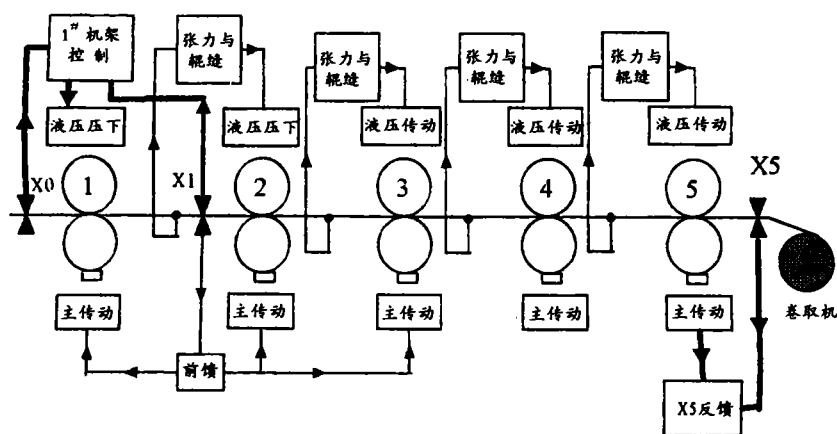 1# 机架
控制
张力与
辊缝
张力与
辊缝
张力与
辊缝
张力与
辊缝
液压压下
液压压下
液压传动
液压传动
液压传动
X0
1
X1
2
3
4
5
X5
卷取机
主传动
主传动
主传动
主传动
主传动
前馈
X5反馈